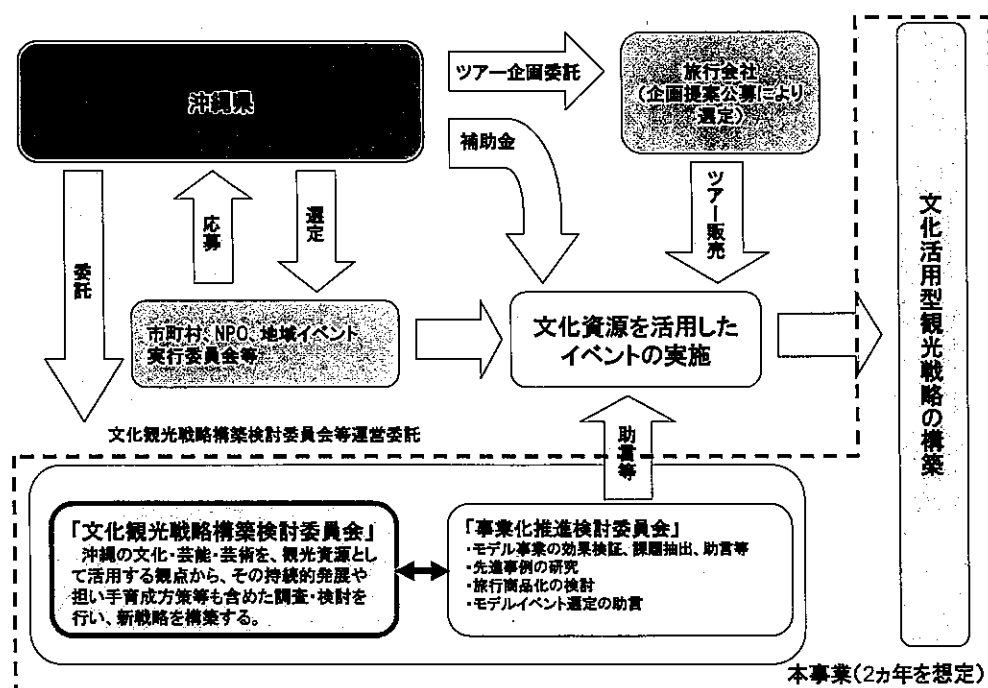 沖縄県
ツアー企画委託
旅行会社
(企画提案公募により
選定)
補助金
委託
応募
選定
ツアー販売
市町村、NPO、地域イベント
実行委員会等
文化資源を活用した
イベントの実施
文化活用型観光戦略の構築
文化観光戦略構築検討委員会等運営委託
助言等
「文化観光戦略構築検討委員会」
沖縄の文化・芸能・芸術を、観光資源とし
て活用する観点から、その持続的発展や
担い手育成方策等も含めた調査・検討を
行い、新戦略を構築する。
「事業化推進検討委員会」
・モデル事業の効果検証、課題抽出、助言等
・先進事例の研究
・旅行商品化の検討
・モデルイベント選定の助言
本事業(2ヵ年を想定)